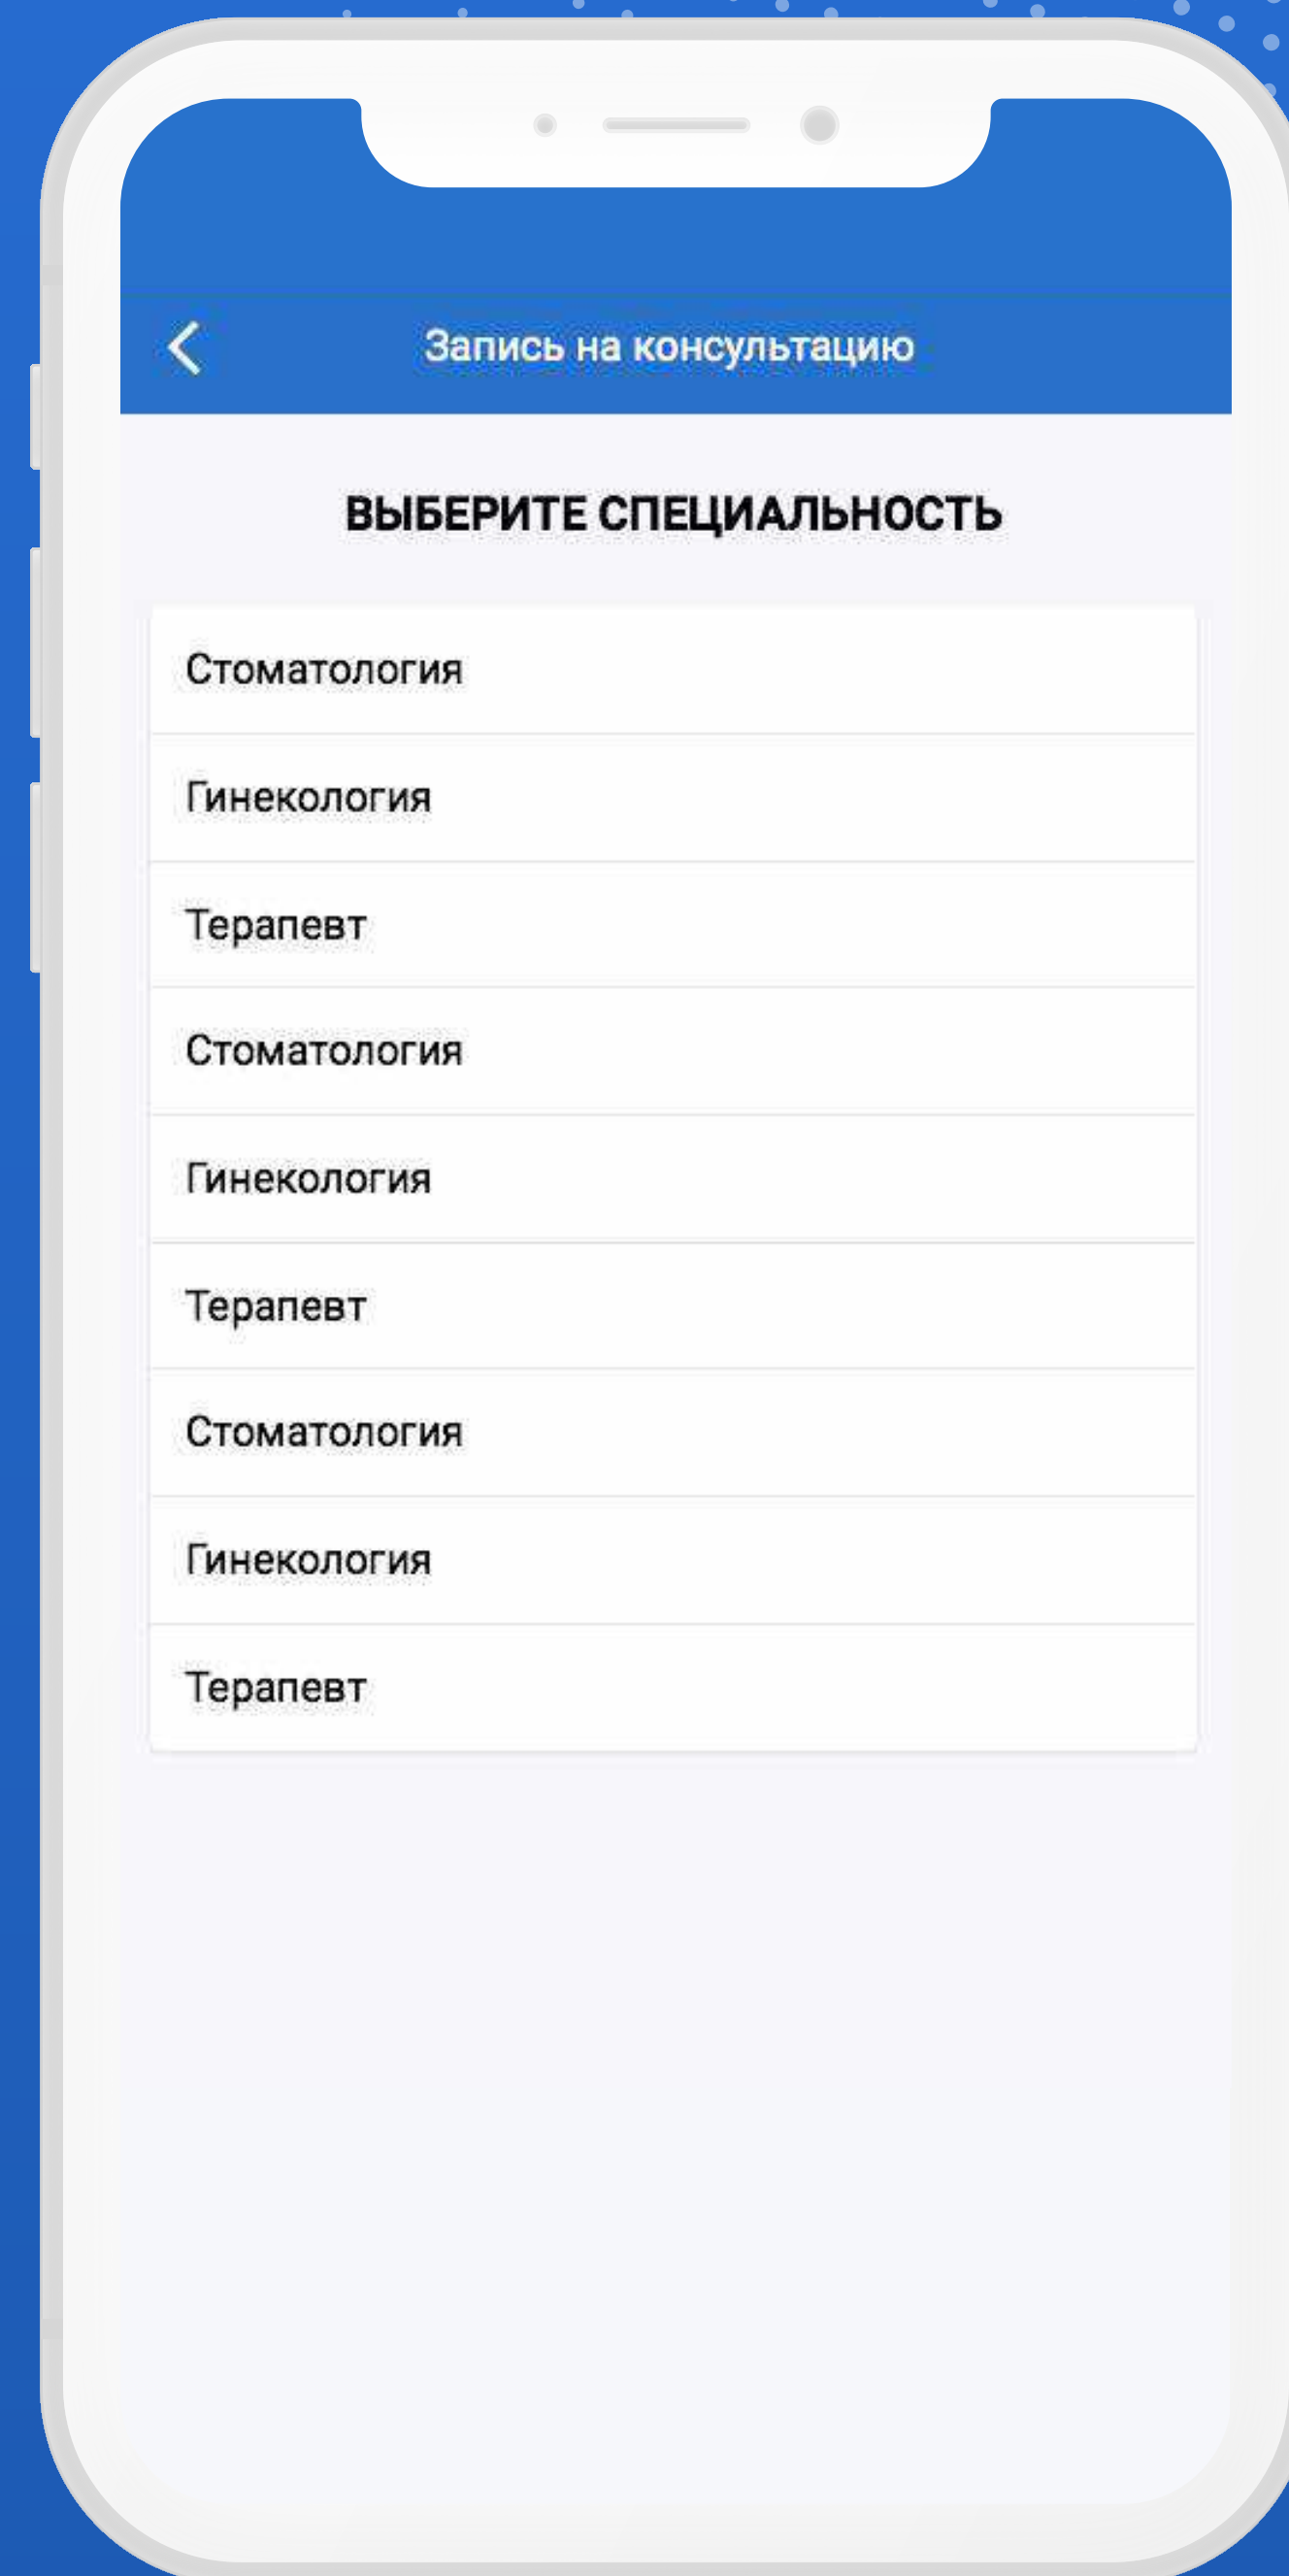 Запись на консультацию
ВЫБЕРИТЕ СПЕЦИАЛЬНОСТЬ
Стоматология
Гинекология
Терапевт
Стоматология
Гинекология
Терапевт
Стоматология
Гинекология
Терапевт